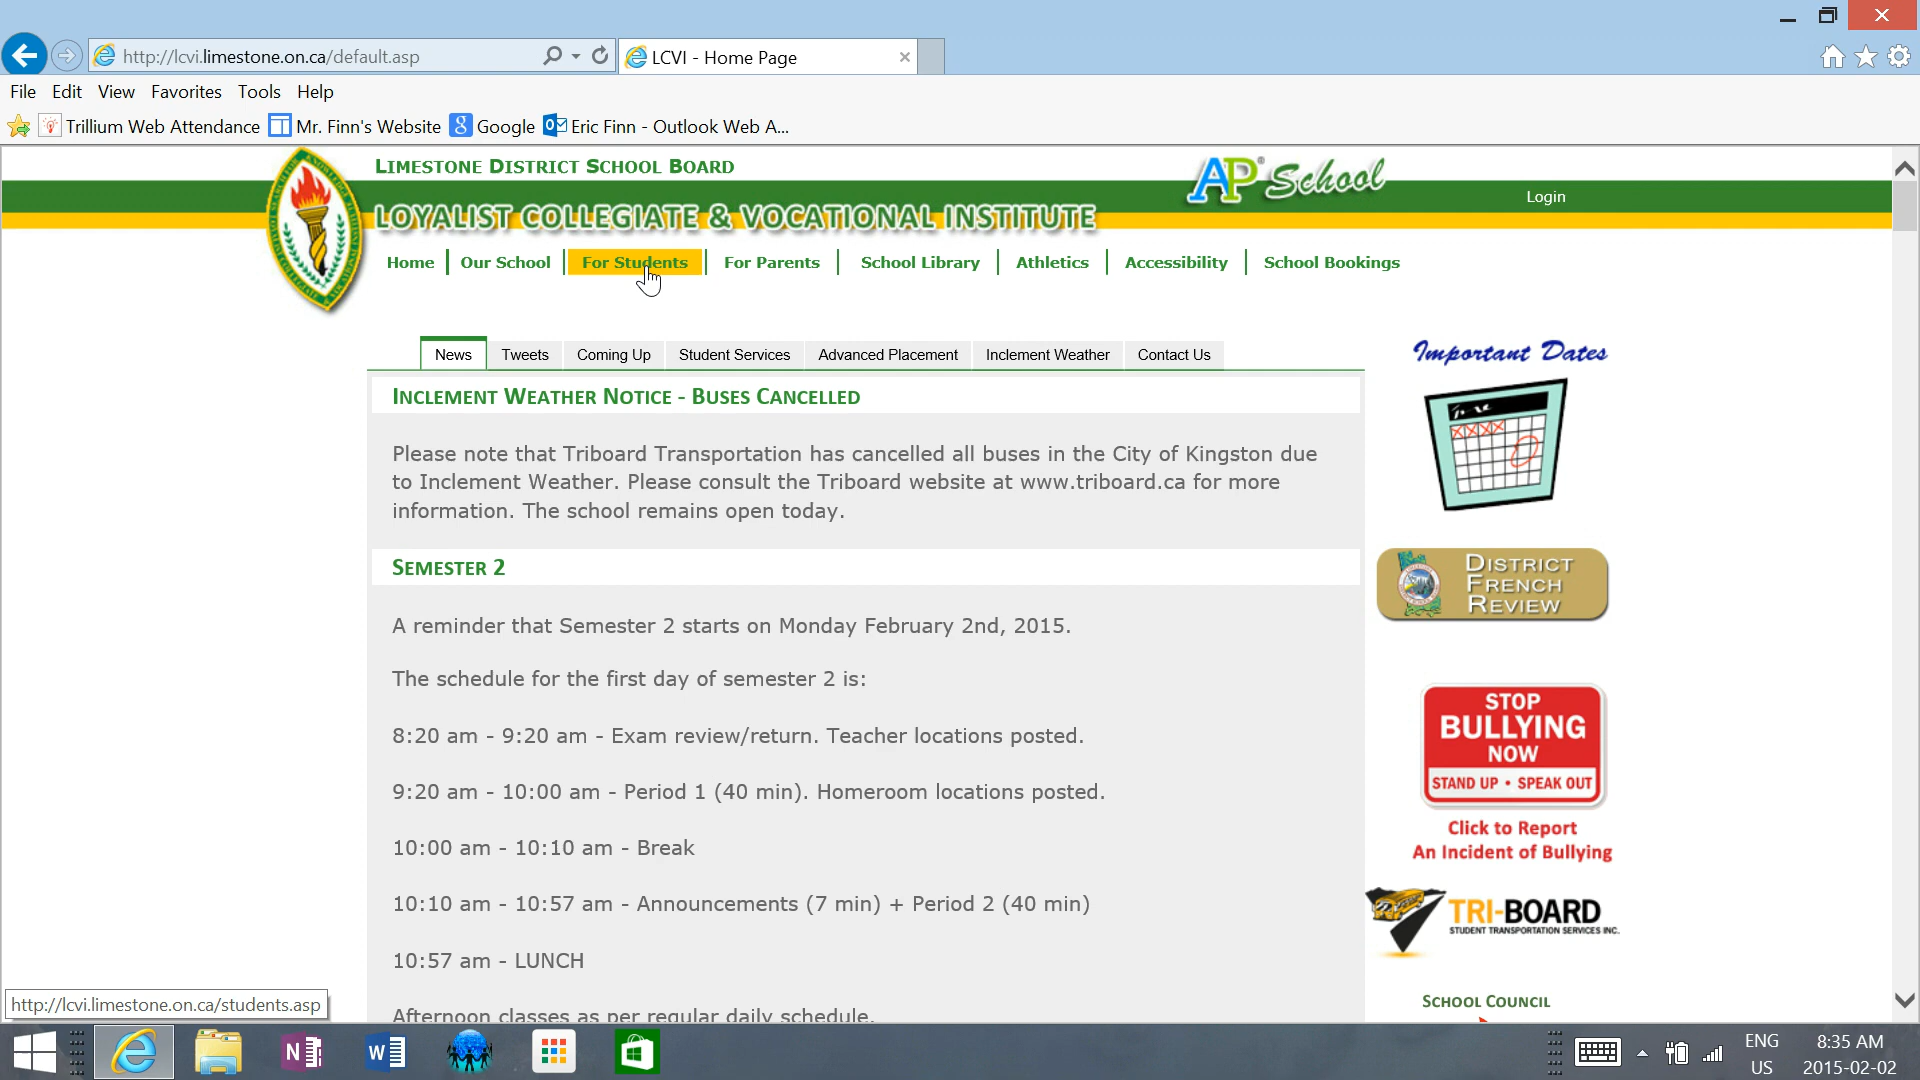 http://lcvi.limestone.on.ca/default.asp
LCVI - Home Page
File Edit View Favorites Tools Help
Trillium Web Attendance Mr. Finn's Website Google Eric Finn - Outlook Web A...
LIMESTONE DISTRICT SCHOOL BOARD
AP® School
Login
LOYALIST COLLEGIATE & VOCATIONAL INSTITUTE
Home Our School For Students For Parents School Library Athletics Accessibility School Bookings
News Tweets Coming Up Student Services Advanced Placement Inclement Weather Contact Us
Important Dates
INCLEMENT WEATHER NOTICE - BUSES CANCELLED
Please note that Triboard Transportation has cancelled all buses in the City of Kingston due
to Inclement Weather. Please consult the Triboard website at www.triboard.ca for more
information. The school remains open today.
SEMESTER 2
A reminder that Semester 2 starts on Monday February 2nd, 2015.
The schedule for the first day of semester 2 is:
8:20 am - 9:20 am - Exam review/return. Teacher locations posted.
9:20 am - 10:00 am - Period 1 (40 min). Homeroom locations posted.
10:00 am - 10:10 am - Break
10:10 am - 10:57 am - Announcements (7 min) + Period 2 (40 min)
10:57 am - LUNCH
Afternoon classes as per regular daily schedule.
DISTRICT
FRENCH
REVIEW
STOP
BULLYING
NOW
STAND UP • SPEAK OUT
Click to Report
An Incident of Bullying
TRI-BOARD
STUDENT TRANSPORTATION SERVICES INC.
SCHOOL COUNCIL
http://lcvi.limestone.on.ca/students.asp
ENG
US
8:35 AM
2015-02-02